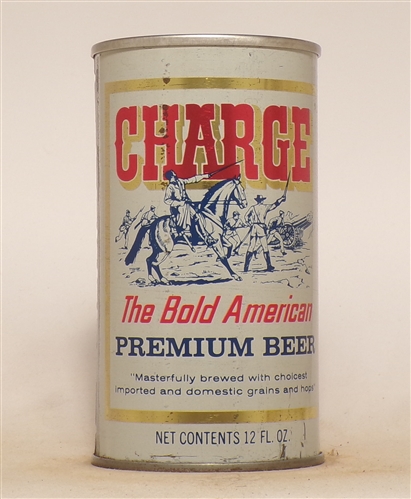 CHARGE
The Bold American
PREMIUM BEER
"Masterfully brewed with choicest
imported and domestic grains and hops"
NET CONTENTS 12 FL. OZ.